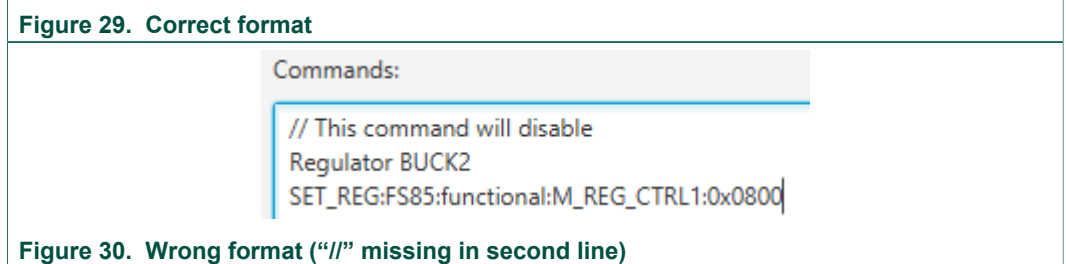 Figure 29. Correct format
Commands:
// This command will disable
Regulator BUCK2
SET_REG:FS85:functional:M_REG_CTRL1:0x0800
Figure 30. Wrong format (“//” missing in second line)